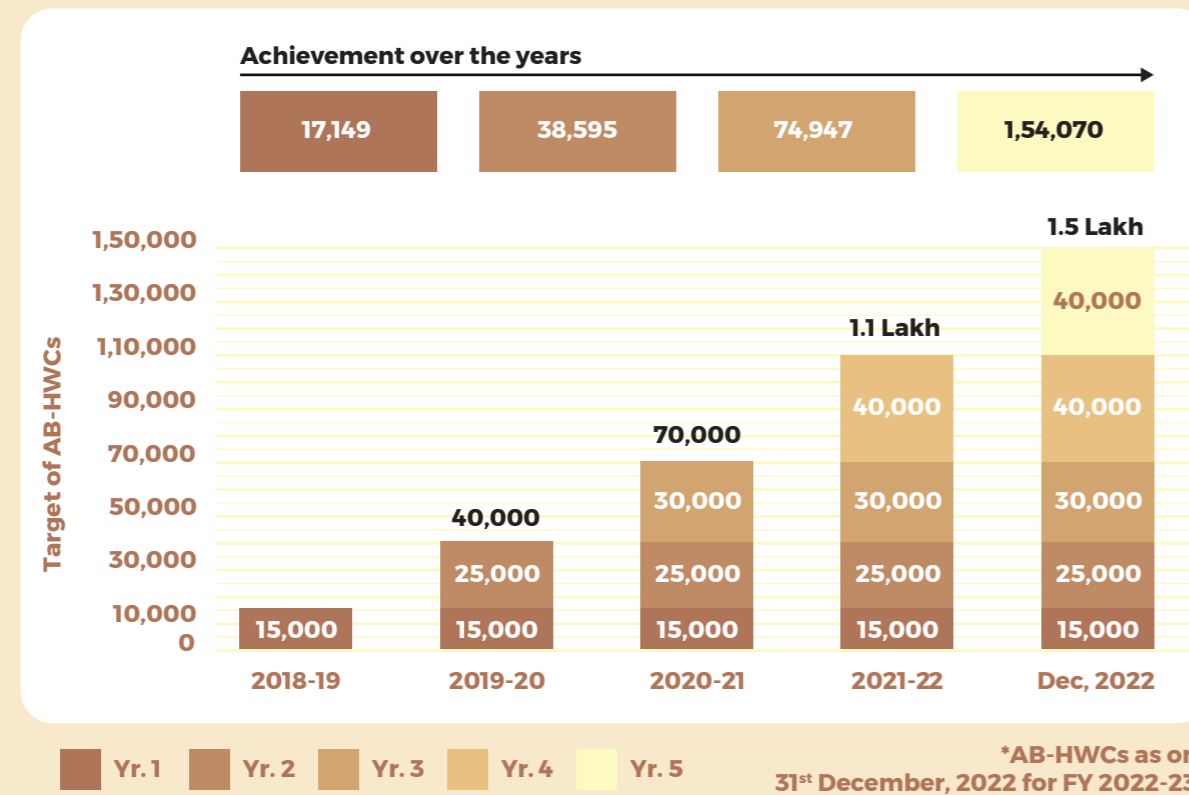 Achievement over the years
17,149 38,595 74,947 1,54,070
Target of AB-HWCs
1,50,000
1,30,000
1,10,000
90,000
70,000
50,000
30,000
10,000
0
15,000
40,000
25,000
15,000
70,000
30,000
25,000
15,000
1.1 Lakh
40,000
30,000
25,000
15,000
1.5 Lakh
40,000
40,000
30,000
25,000
15,000
2018-19 2019-20 2020-21 2021-22 Dec, 2022
Yr. 1 Yr. 2 Yr. 3 Yr. 4 Yr. 5
*AB-HWCs as on
31st December, 2022 for FY 2022-23